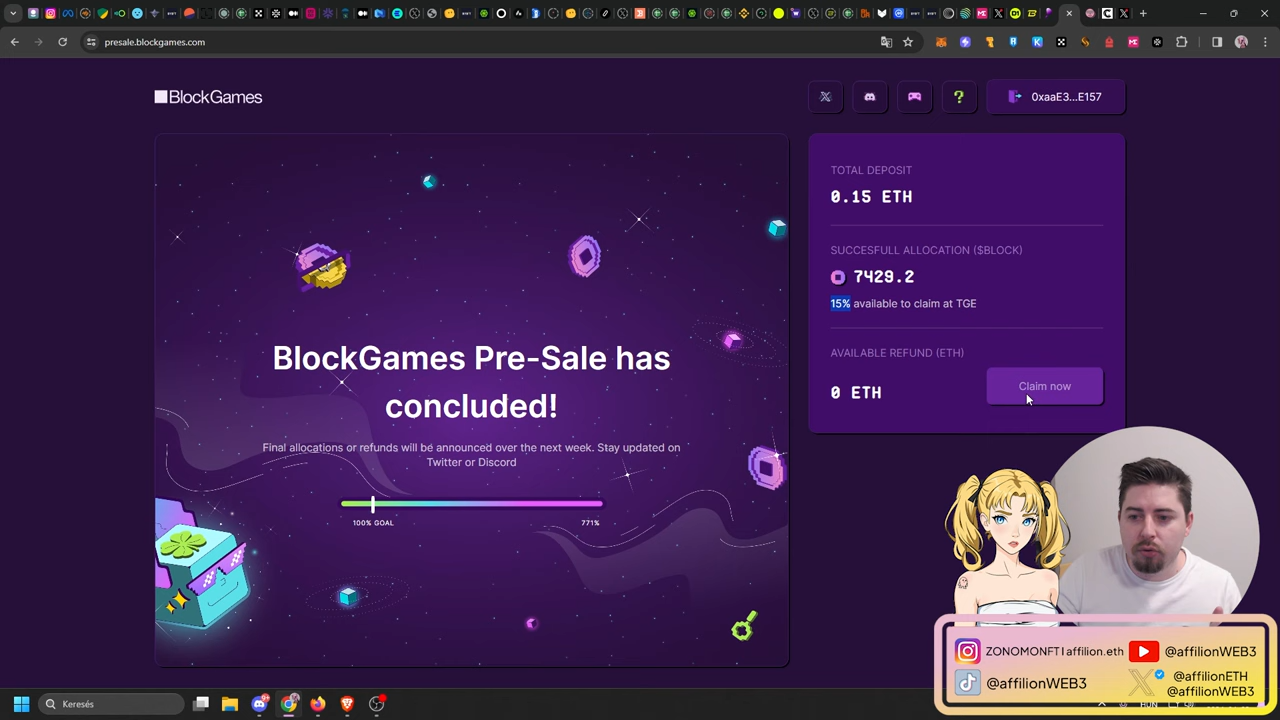 presale.blockgames.com
BlockGames
?
0xaaE3...E157
TOTAL DEPOSIT
0.15 ETH
SUCCESFULL ALLOCATION ($BLOCK)
7429.2
15% available to claim at TGE
AVAILABLE REFUND (ETH)
0 ETH
Claim now
BlockGames Pre-Sale has
concluded!
Final allocations or refunds will be announced over the next week. Stay updated on
Twitter or Discord
100% GOAL
771%
ZONOMONFT | affilion.eth
@affilionWEB3
@affilionWEB3
@affilionETH
@affilionWEB3
Keresés
HUN